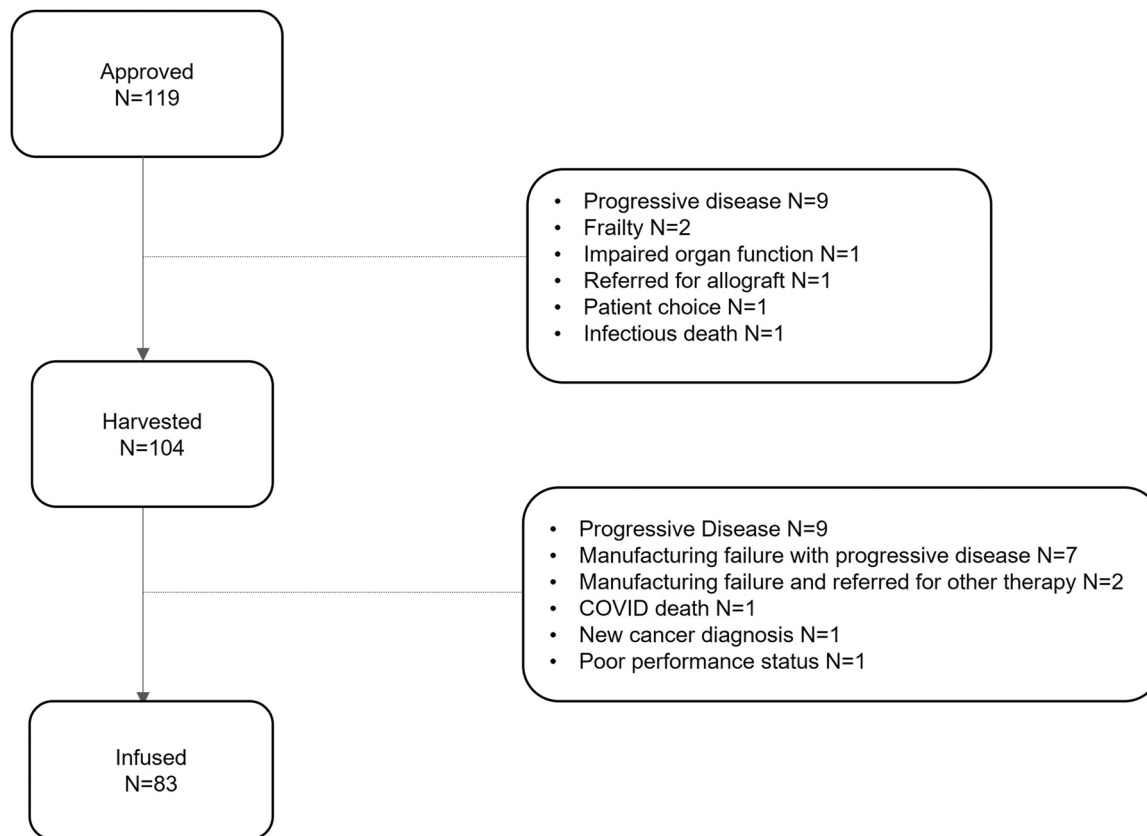 Approved
N=119
• Progressive disease N=9
• Frailty N=2
• Impaired organ function N=1
• Referred for allograft N=1
• Patient choice N=1
• Infectious death N=1
Harvested
N=104
• Progressive Disease N=9
• Manufacturing failure with progressive disease N=7
• Manufacturing failure and referred for other therapy N=2
• COVID death N=1
• New cancer diagnosis N=1
• Poor performance status N=1
Infused
N=83